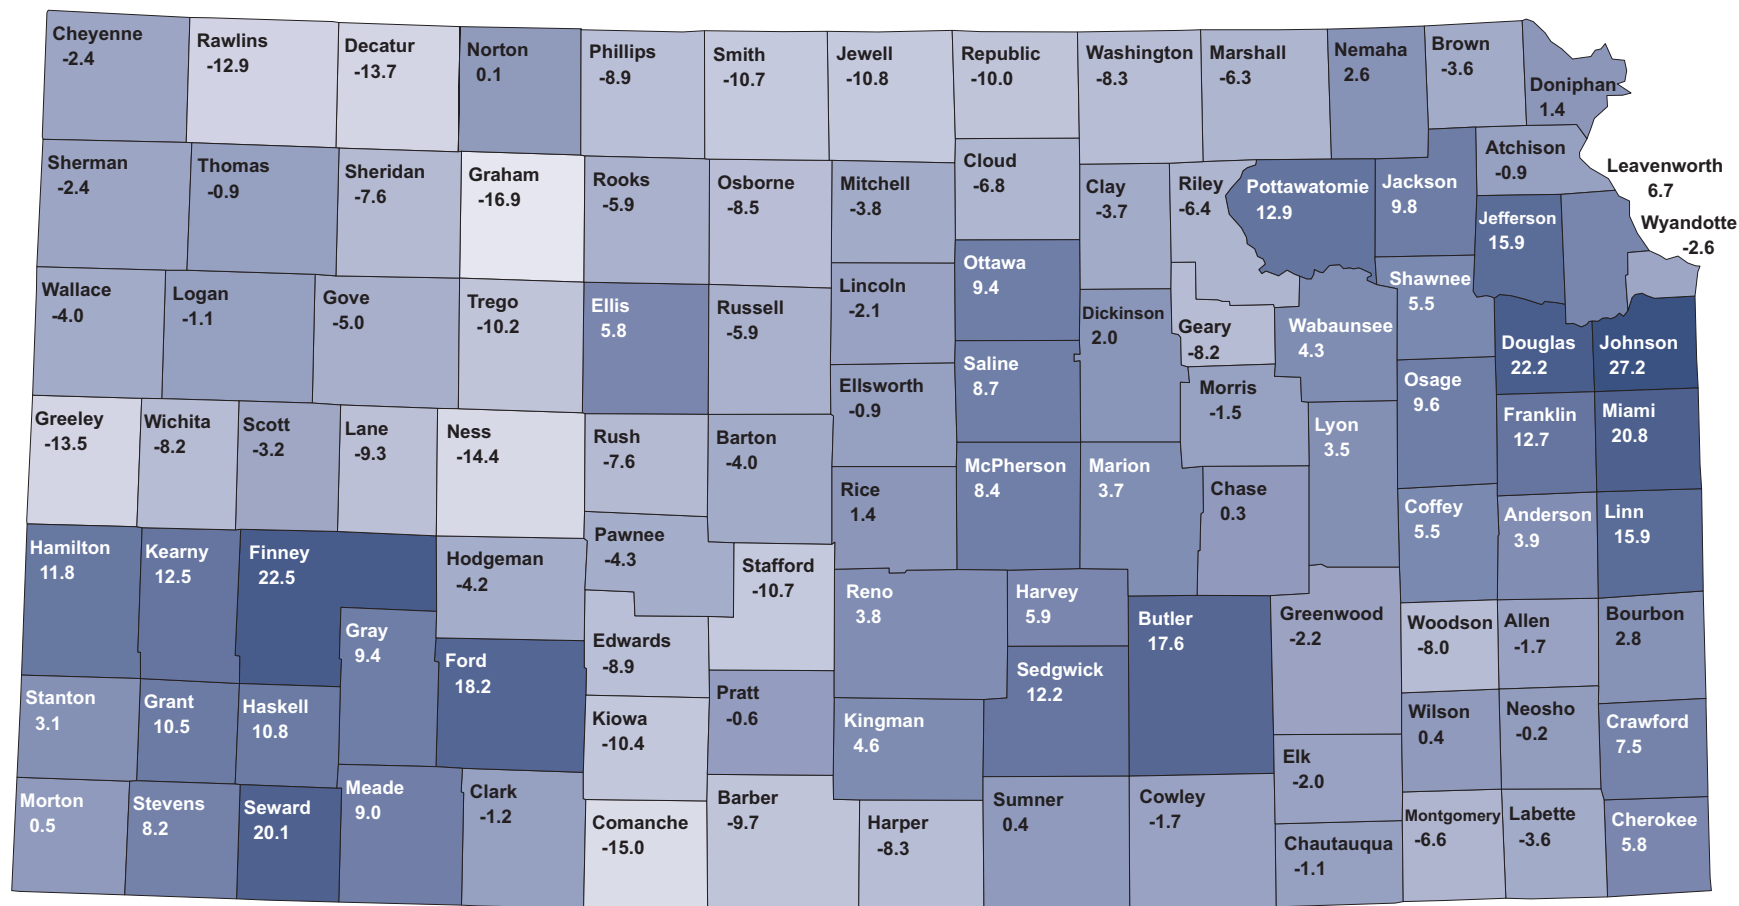 Cheyenne
-2.4
Rawlins
-12.9
Decatur
-13.7
Norton
0.1
Phillips
-8.9
Smith
-10.7
Jewell
-10.8
Republic
-10.0
Washington
-8.3
Marshall
-6.3
Nemaha
2.6
Brown
-3.6
Doniphan
1.4
Sherman
-2.4
Thomas
-0.9
Sheridan
-7.6
Graham
-16.9
Rooks
-5.9
Osborne
-8.5
Mitchell
-3.8
Cloud
-6.8
Clay
-3.7
Riley
-6.4
Pottawatomie
12.9
Jackson
9.8
Atchison
-0.9
Jefferson
15.9
Leavenworth
6.7
Wyandotte
-2.6
Wallace
-4.0
Logan
-1.1
Gove
-5.0
Trego
-10.2
Ellis
5.8
Russell
-5.9
Lincoln
-2.1
Ottawa
9.4
Dickinson
2.0
Geary
-8.2
Wabaunsee
4.3
Shawnee
5.5
Douglas
22.2
Johnson
27.2
Ellsworth
-0.9
Saline
8.7
Morris
-1.5
Osage
9.6
Franklin
12.7
Miami
20.8
Greeley
-13.5
Wichita
-8.2
Scott
-3.2
Lane
-9.3
Ness
-14.4
Rush
-7.6
Barton
-4.0
Rice
1.4
McPherson
8.4
Marion
3.7
Chase
0.3
Lyon
3.5
Coffey
5.5
Anderson
3.9
Linn
15.9
Hamilton
11.8
Kearny
12.5
Finney
22.5
Hodgeman
-4.2
Pawnee
-4.3
Stafford
-10.7
Reno
3.8
Harvey
5.9
Butler
17.6
Greenwood
-2.2
Woodson
-8.0
Allen
-1.7
Bourbon
2.8
Gray
9.4
Ford
18.2
Edwards
-8.9
Sedgwick
12.2
Stanton
3.1
Grant
10.5
Haskell
10.8
Kiowa
-10.4
Pratt
-0.6
Kingman
4.6
Elk
-2.0
Wilson
0.4
Neosho
-0.2
Crawford
7.5
Morton
0.5
Stevens
8.2
Seward
20.1
Meade
9.0
Clark
-1.2
Comanche
-15.0
Barber
-9.7
Harper
-8.3
Sumner
0.4
Cowley
-1.7
Chautauqua
-1.1
Montgomery
-6.6
Labette
-3.6
Cherokee
5.8